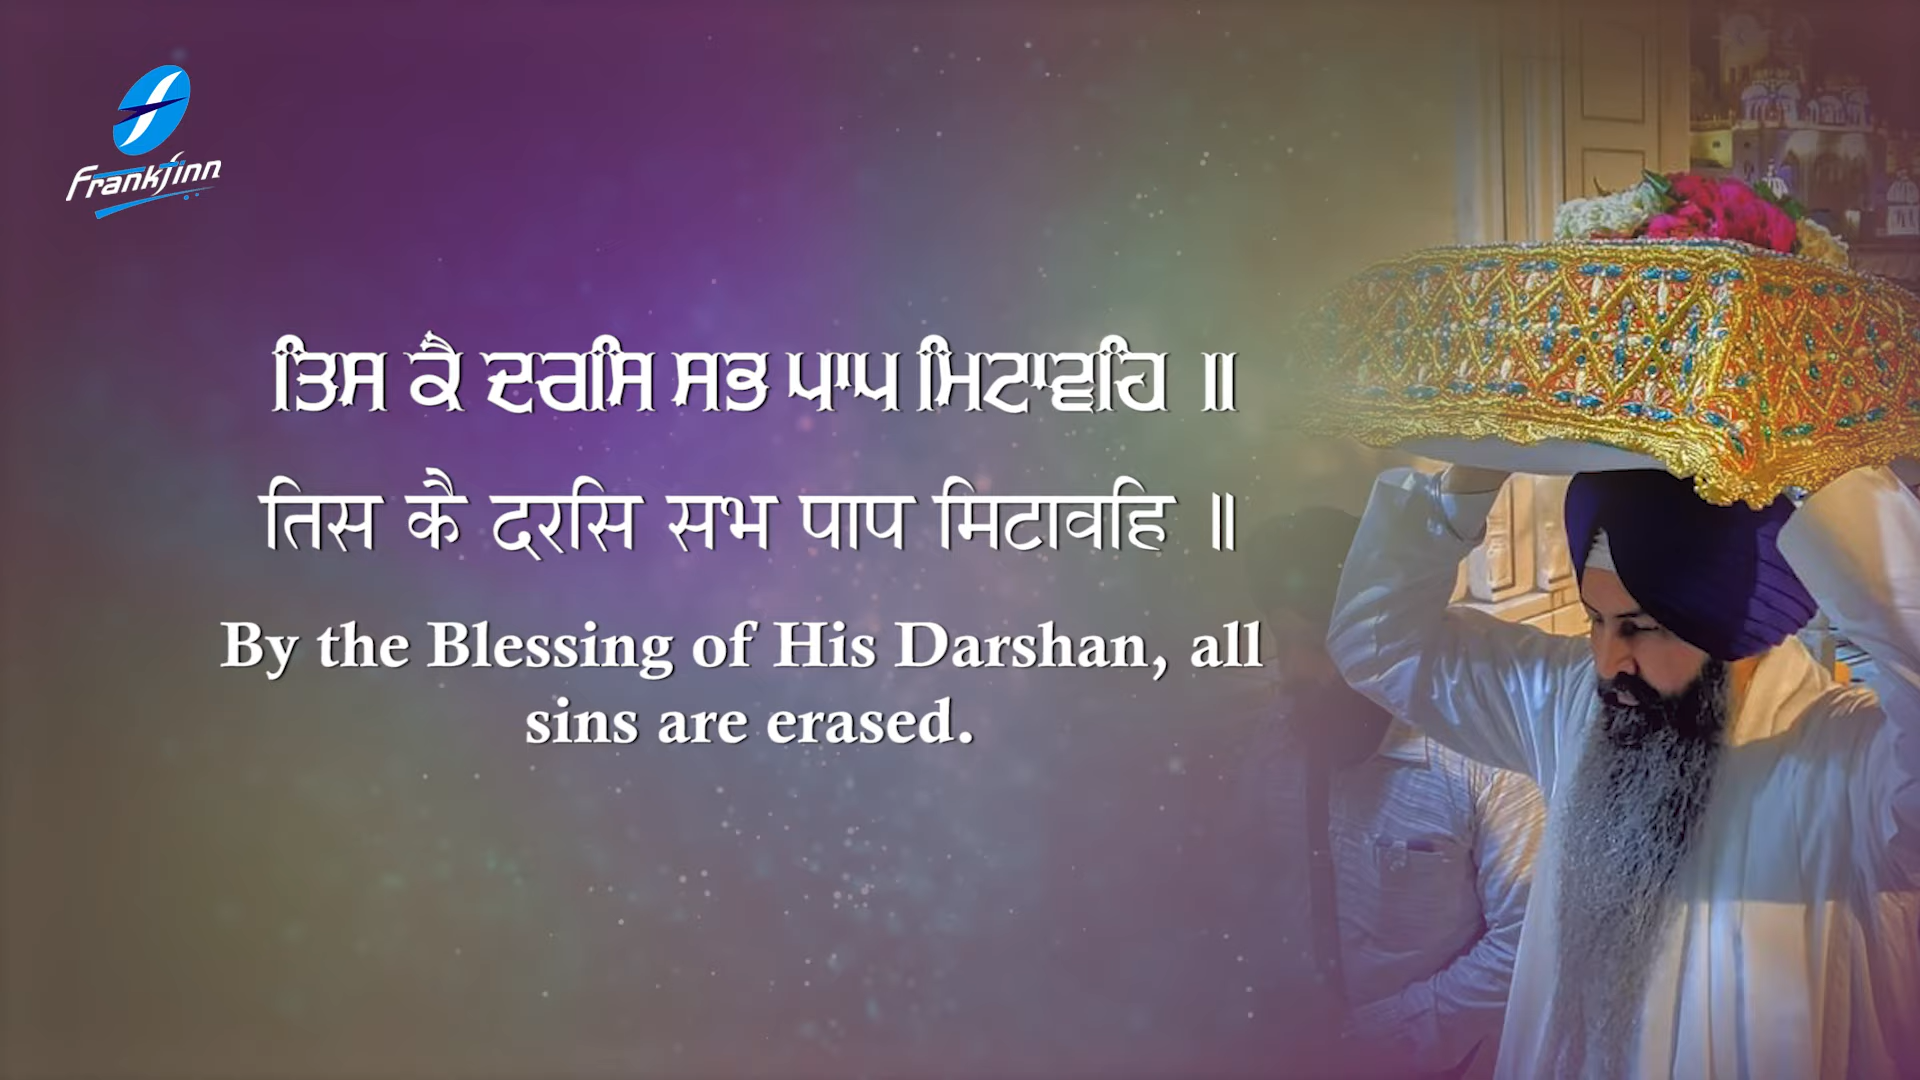 Frankfinn
ਤਿਸ ਕੈ ਦਰਸਿ ਸਭ ਪਾਪ ਮਿਟਾਵਹਿ ॥
तिस कै दरसि सभ पाप मिटावहि ॥
By the Blessing of His Darshan, all
sins are erased.